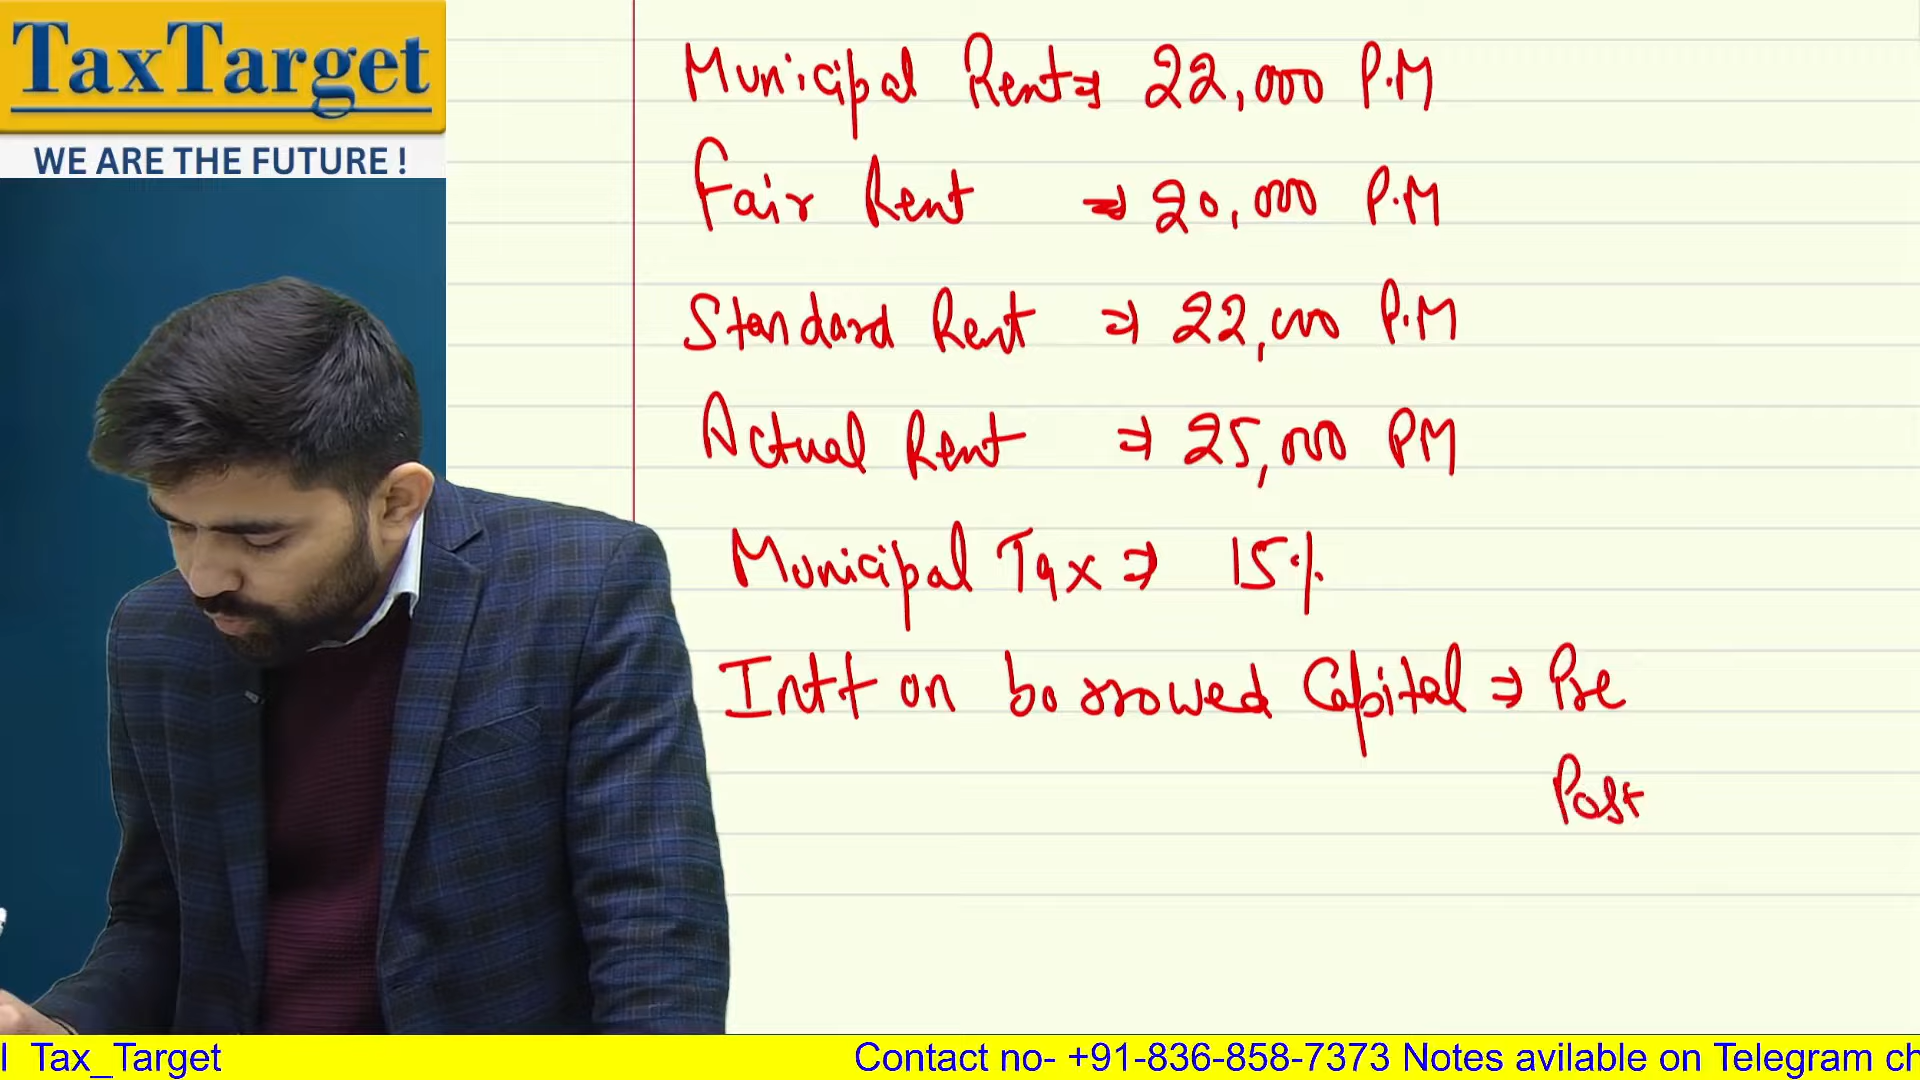 TaxTarget
WE ARE THE FUTURE !
Municipal Rent ⇒ 22,000 P.M
Fair Rent ⇒ 20,000 P.M
Standard Rent ⇒ 22,000 P.M
Actual Rent ⇒ 25,000 PM
Municipal Tax ⇒ 15%
Intt on borrowed Capital ⇒ Pre
Post
l Tax_Target
Contact no- +91-836-858-7373 Notes avilable on Telegram ch